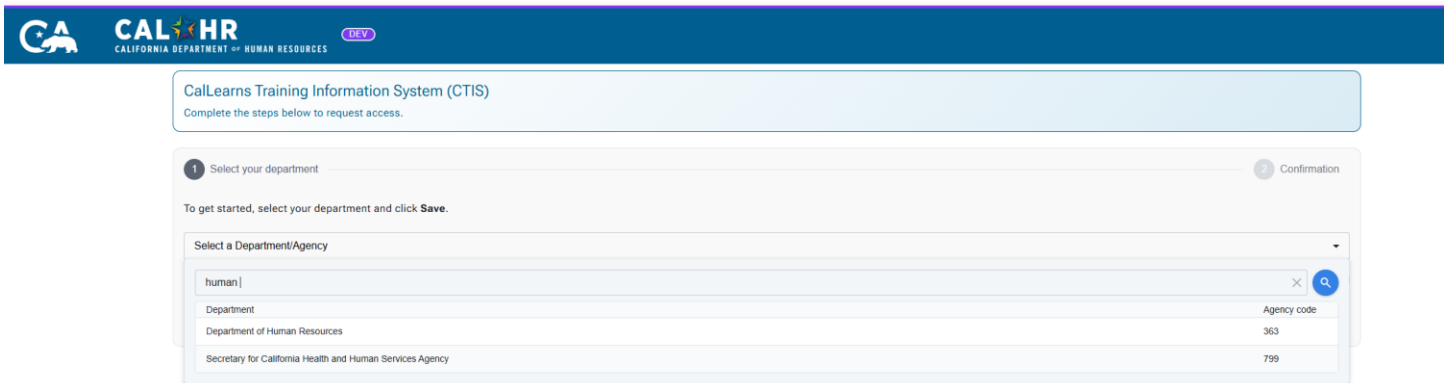 CA
CAL HR
CALIFORNIA DEPARTMENT OF HUMAN RESOURCES
DEV
CalLearns Training Information System (CTIS)
Complete the steps below to request access.
1 Select your department
2 Confirmation
To get started, select your department and click Save.
Select a Department/Agency
human
Department Agency code
Department of Human Resources 363
Secretary for California Health and Human Services Agency 799